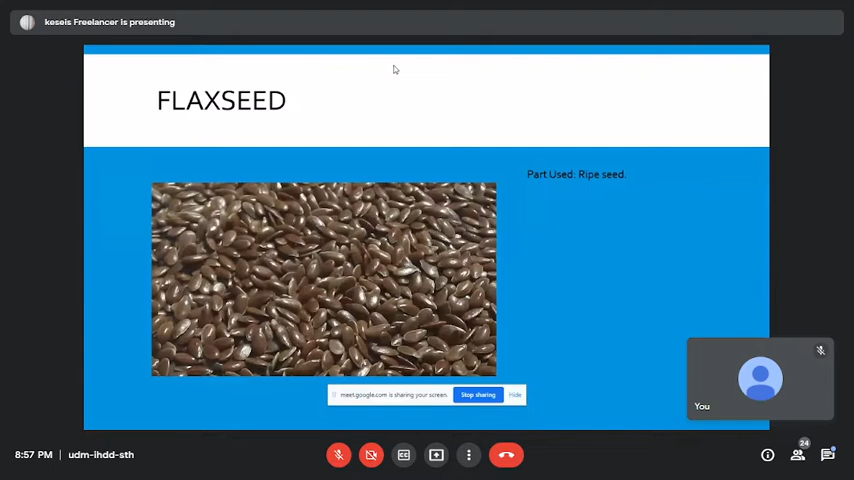 keseis Freelancer is presenting
FLAXSEED
Part Used: Ripe seed.
meet.google.com is sharing your screen.
Stop sharing
Hide
You
8:57 PM | udm-ihdd-sth
CC
24